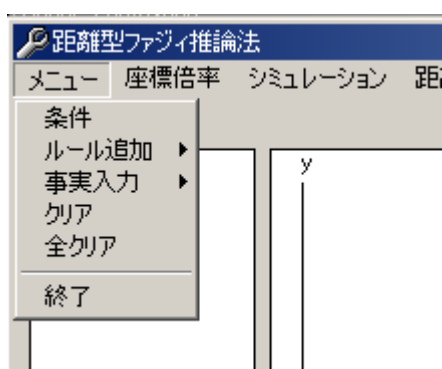 距離型ファジィ推論法
メニュー 座標倍率 シミュレーション 距
条件
ルール追加
事実入力
クリア
全クリア
終了
y